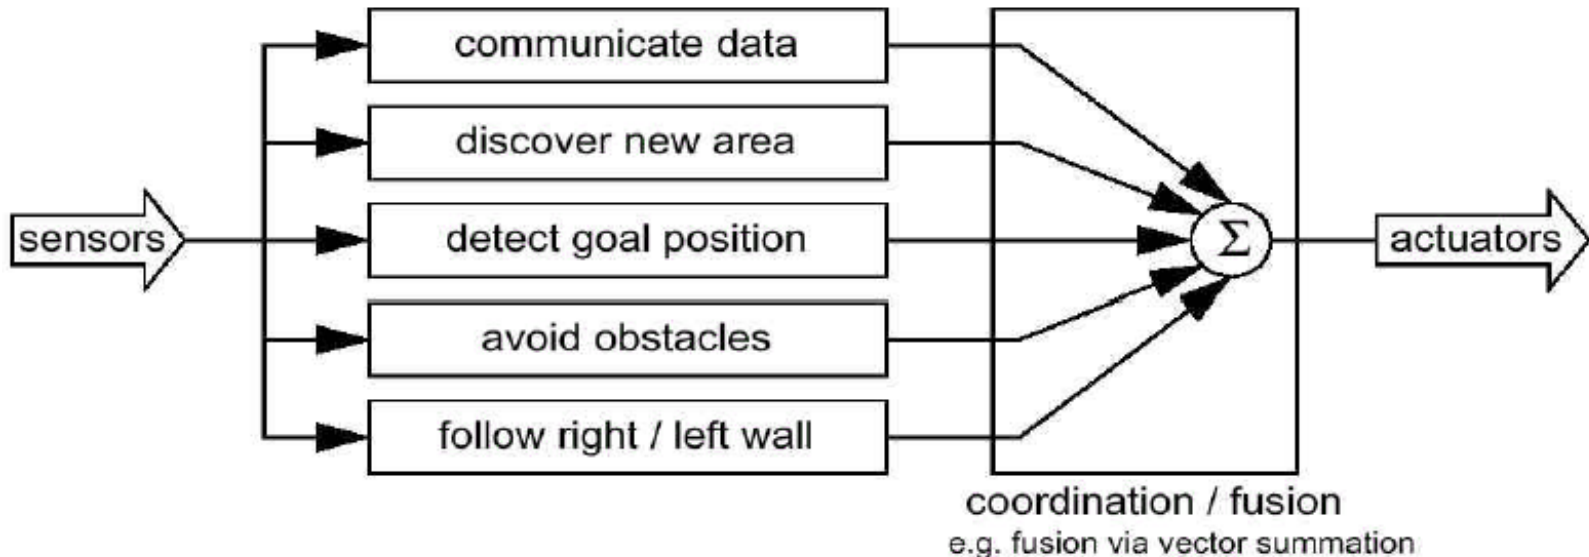 communicate data
discover new area
sensors
detect goal position
Σ
actuators
avoid obstacles
follow right / left wall
coordination / fusion
e.g. fusion via vector summation